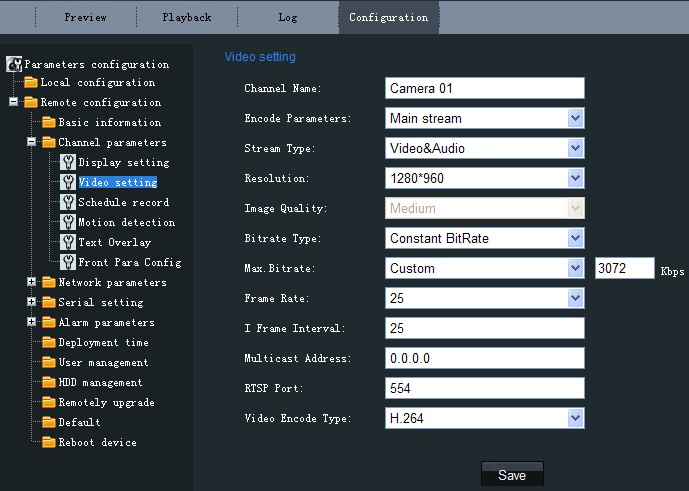 Preview Playback Log Configuration
Parameters configuration
Local configuration
Remote configuration
Basic information
Channel parameters
Display setting
Video setting
Schedule record
Motion detection
Text Overlay
Front Para Config
Network parameters
Serial setting
Alarm parameters
Deployment time
User management
HDD management
Remotely upgrade
Default
Reboot device
Video setting
Channel Name: Camera 01
Encode Parameters: Main stream
Stream Type: Video&Audio
Resolution: 1280*960
Image Quality: Medium
Bitrate Type: Constant BitRate
Max.Bitrate: Custom 3072 Kbps
Frame Rate: 25
I Frame Interval: 25
Multicast Address: 0.0.0.0
RTSP Port: 554
Video Encode Type: H.264
Save